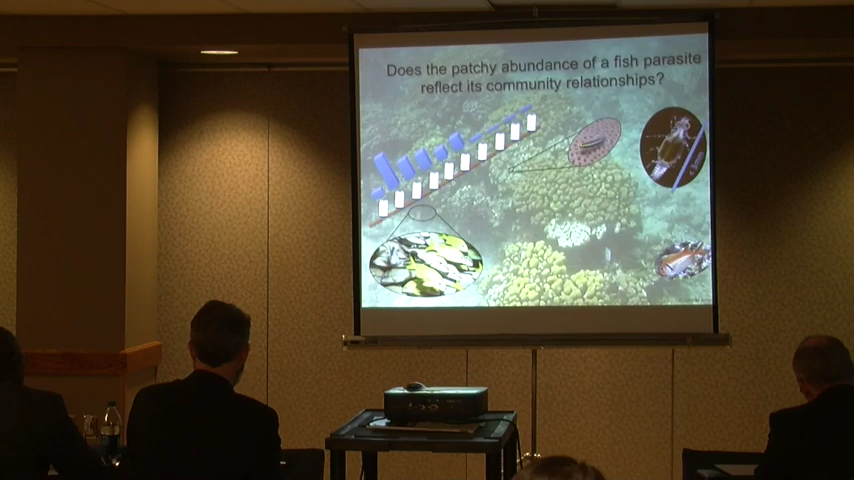 Does the patchy abundance of a fish parasite
reflect its community relationships?